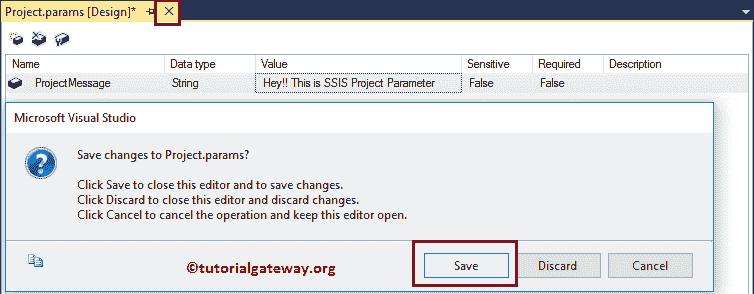 Project.params [Design]*
Name Data type Value Sensitive Required Description
ProjectMessage String Hey!! This is SSIS Project Parameter False False
Microsoft Visual Studio
Save changes to Project.params?
Click Save to close this editor and to save changes.
Click Discard to close this editor and discard changes.
Click Cancel to cancel the operation and keep this editor open.
©tutorialgateway.org
Save Discard Cancel